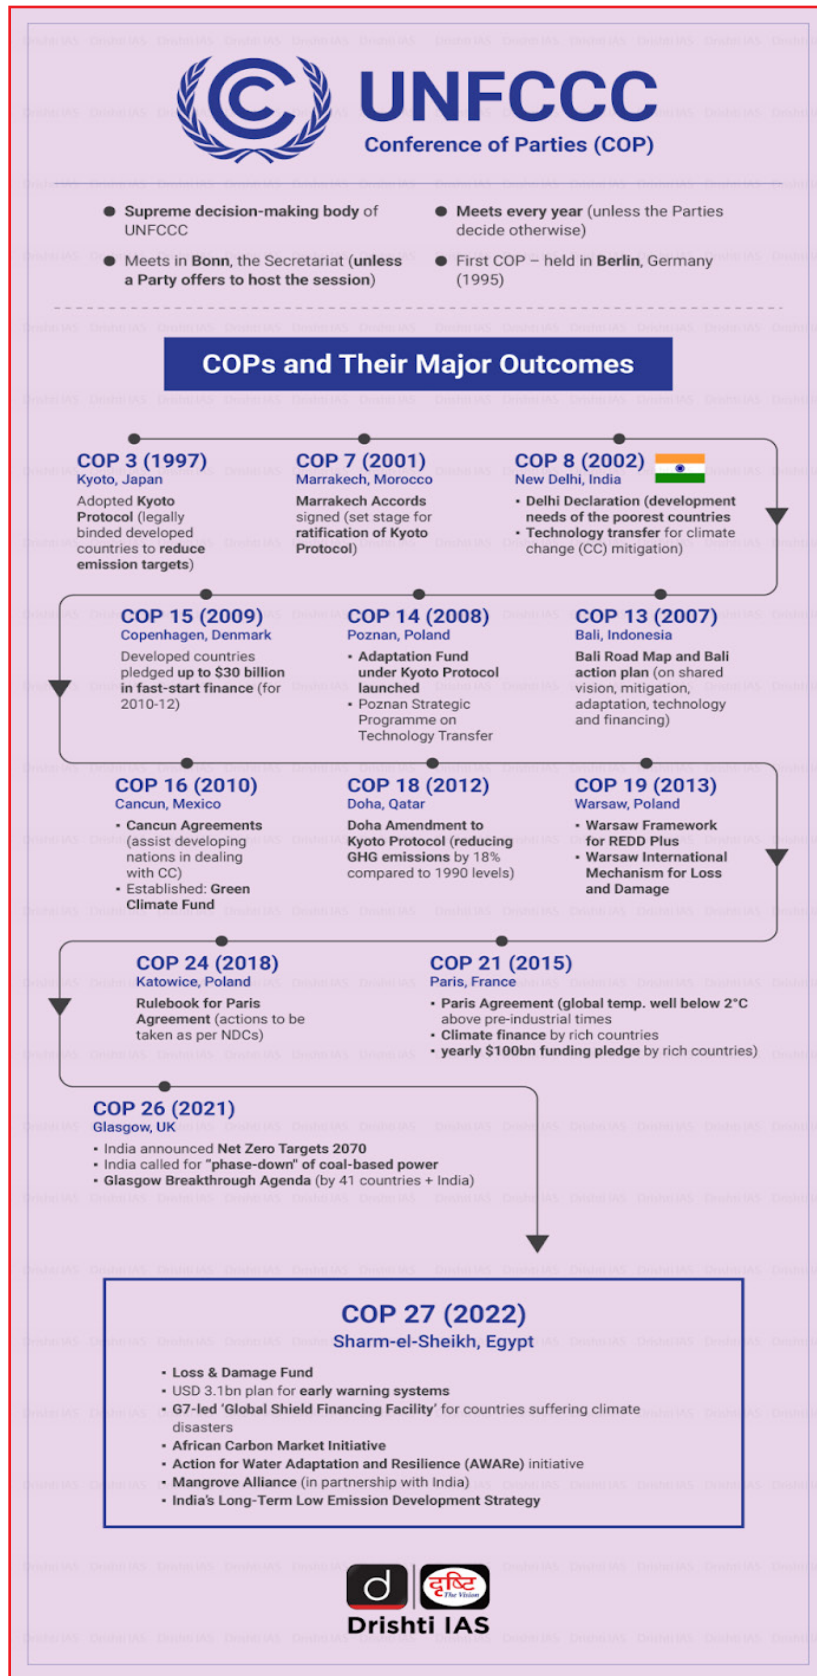 UNFCCC
Conference of Parties (COP)
● Supreme decision-making body of
UNFCCC
● Meets every year (unless the Parties
decide otherwise)
● Meets in Bonn, the Secretariat (unless
a Party offers to host the session)
● First COP – held in Berlin, Germany
(1995)
COPs and Their Major Outcomes
COP 3 (1997)
Kyoto, Japan
Adopted Kyoto
Protocol (legally
binded developed
countries to reduce
emission targets)
COP 7 (2001)
Marrakech, Morocco
Marrakech Accords
signed (set stage for
ratification of Kyoto
Protocol)
COP 8 (2002)
New Delhi, India
▪ Delhi Declaration (development
needs of the poorest countries
▪ Technology transfer for climate
change (CC) mitigation)
COP 15 (2009)
Copenhagen, Denmark
Developed countries
pledged up to $30 billion
in fast-start finance (for
2010-12)
COP 14 (2008)
Poznan, Poland
▪ Adaptation Fund
under Kyoto Protocol
launched
▪ Poznan Strategic
Programme on
Technology Transfer
COP 13 (2007)
Bali, Indonesia
Bali Road Map and Bali
action plan (on shared
vision, mitigation,
adaptation, technology
and financing)
COP 16 (2010)
Cancun, Mexico
▪ Cancun Agreements
(assist developing
nations in dealing
with CC)
▪ Established: Green
Climate Fund
COP 18 (2012)
Doha, Qatar
Doha Amendment to
Kyoto Protocol (reducing
GHG emissions by 18%
compared to 1990 levels)
COP 19 (2013)
Warsaw, Poland
▪ Warsaw Framework
for REDD Plus
▪ Warsaw International
Mechanism for Loss
and Damage
COP 24 (2018)
Katowice, Poland
Rulebook for Paris
Agreement (actions to be
taken as per NDCs)
COP 21 (2015)
Paris, France
▪ Paris Agreement (global temp. well below 2°C
above pre-industrial times
▪ Climate finance by rich countries
▪ yearly $100bn funding pledge by rich countries)
COP 26 (2021)
Glasgow, UK
▪ India announced Net Zero Targets 2070
▪ India called for "phase-down" of coal-based power
▪ Glasgow Breakthrough Agenda (by 41 countries + India)
COP 27 (2022)
Sharm-el-Sheikh, Egypt
▪ Loss & Damage Fund
▪ USD 3.1bn plan for early warning systems
▪ G7-led ‘Global Shield Financing Facility’ for countries suffering climate
disasters
▪ African Carbon Market Initiative
▪ Action for Water Adaptation and Resilience (AWARe) initiative
▪ Mangrove Alliance (in partnership with India)
▪ India's Long-Term Low Emission Development Strategy
d
दृष्टि
The Vision
Drishti IAS